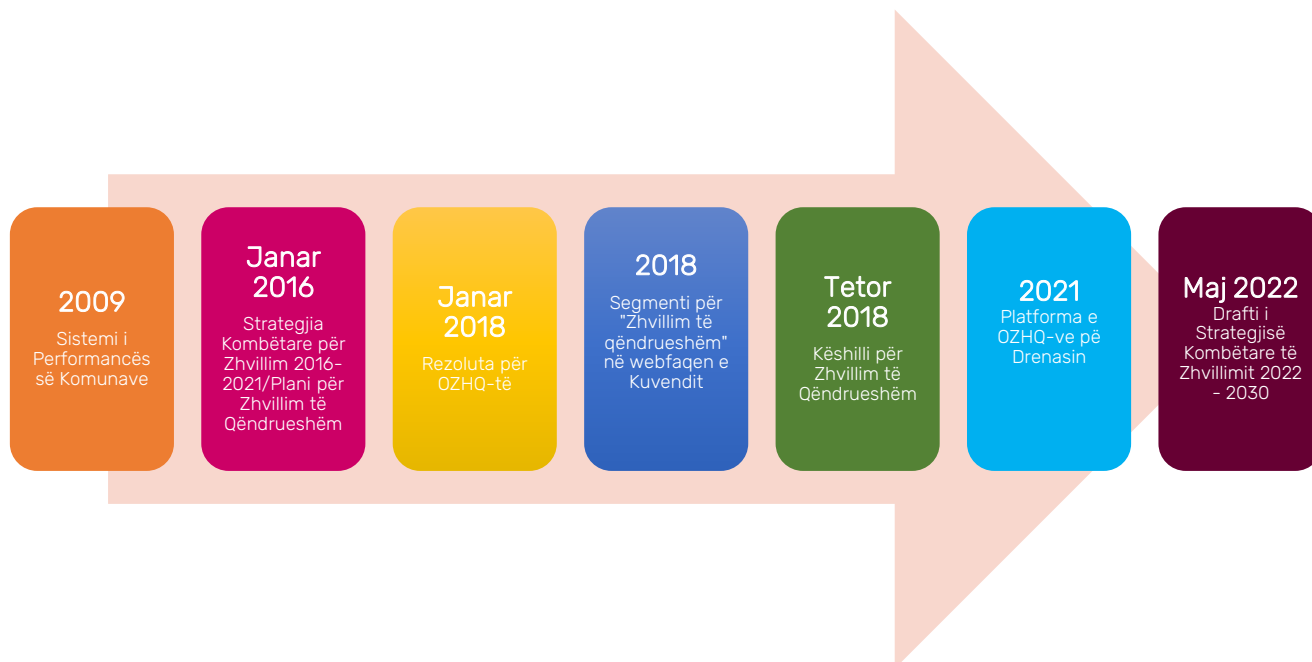 2009
Sistemi i
Performancës
së Komunave
Janar
2016
Strategjia
Kombëtare për
Zhvillim 2016-
2021/Plani për
Zhvillim të
Qëndrueshëm
Janar
2018
Rezoluta për
OZHQ-të
2018
Segmenti për
"Zhvillim të
qëndrueshëm"
në webfaqen e
Kuvendit
Tetor
2018
Këshilli për
Zhvillim të
Qëndrueshëm
2021
Platforma e
OZHQ-ve pë
Drenasin
Maj 2022
Drafti i
Strategjisë
Kombëtare të
Zhvillimit 2022
- 2030